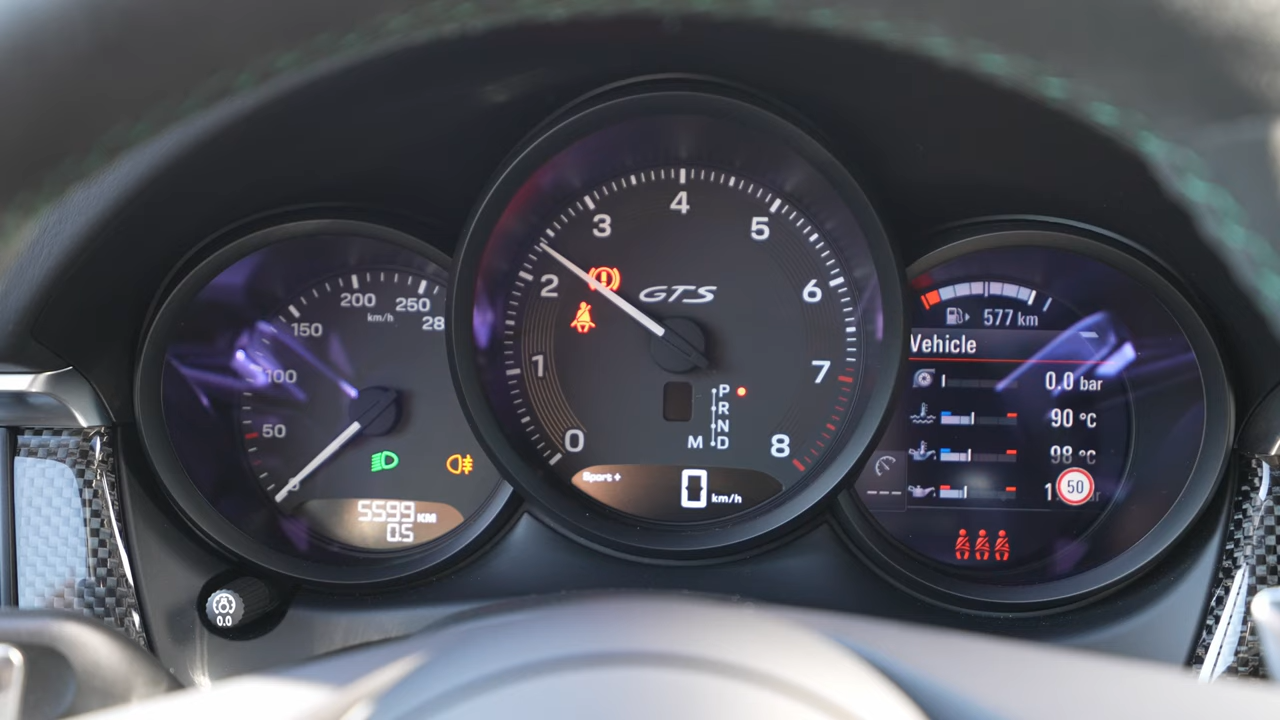 200
250
28
km/h
150
100
50
5599 KM
0.5
0.0
4
3
5
2
6
1
7
0
8
GTS
P
R
N
M D
Sport +
0 km/h
577 km
Vehicle
0.0 bar
90 °C
98 °C
1
50
---